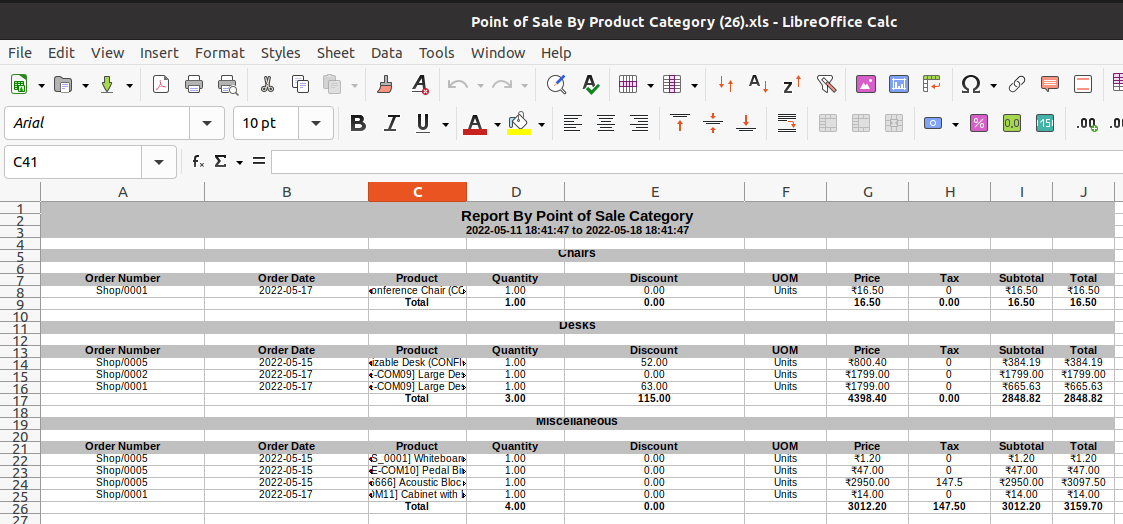 Point of Sale By Product Category (26).xls - LibreOffice Calc
File Edit View Insert Format Styles Sheet Data Tools Window Help
Arial 10 pt B I U A
C41 fx Σ =
A B C D E F G H I J
1 Report By Point of Sale Category
2
3 2022-05-11 18:41:47 to 2022-05-18 18:41:47
4
5 Chairs
6
7 Order Number Order Date Product Quantity Discount UOM Price Tax Subtotal Total
8 Shop/0001 2022-05-17 onference Chair (CO 1.00 0.00 Units ₹16.50 0 ₹16.50 ₹16.50
9 Total 1.00 0.00 16.50 0.00 16.50 16.50
10
11 Desks
12
13 Order Number Order Date Product Quantity Discount UOM Price Tax Subtotal Total
14 Shop/0005 2022-05-15 izable Desk (CONFI 1.00 52.00 Units ₹800.40 0 ₹384.19 ₹384.19
15 Shop/0002 2022-05-17 -COM09] Large Des 1.00 0.00 Units ₹1799.00 0 ₹1799.00 ₹1799.00
16 Shop/0001 2022-05-17 -COM09] Large Des 1.00 63.00 Units ₹1799.00 0 ₹665.63 ₹665.63
17 Total 3.00 115.00 4398.40 0.00 2848.82 2848.82
18
19 Miscellaneous
20
21 Order Number Order Date Product Quantity Discount UOM Price Tax Subtotal Total
22 Shop/0005 2022-05-15 S_0001] Whiteboar 1.00 0.00 Units ₹1.20 0 ₹1.20 ₹1.20
23 Shop/0005 2022-05-15 E-COM10] Pedal Bi 1.00 0.00 Units ₹47.00 0 ₹47.00 ₹47.00
24 Shop/0005 2022-05-15 6666] Acoustic Bloc 1.00 0.00 Units ₹2950.00 147.5 ₹2950.00 ₹3097.50
25 Shop/0001 2022-05-17 OM11] Cabinet with 1.00 0.00 Units ₹14.00 0 ₹14.00 ₹14.00
26 Total 4.00 0.00 3012.20 147.50 3012.20 3159.70
27